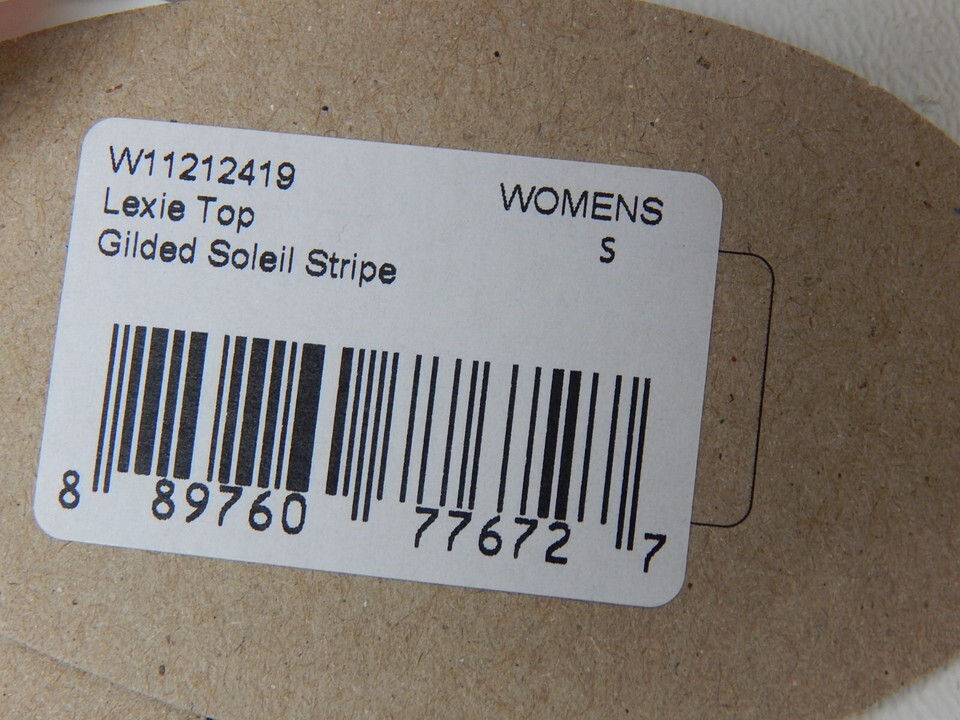 W11212419
Lexie Top
Gilded Soleil Stripe
WOMENS
S
8 89760 77672 7